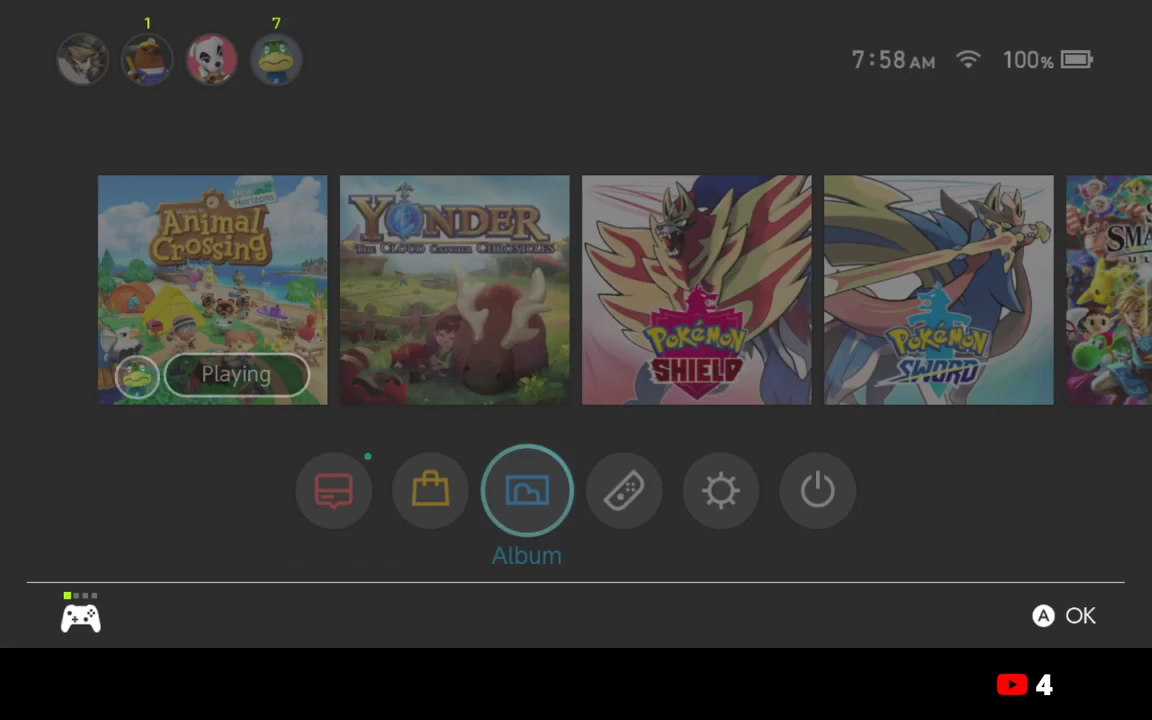 1
7
7:58 AM
100%
New Horizons
Animal Crossing
YONDER
THE CLOUD CATCHER CHRONICLES
Pokémon
SHIELD
Pokémon
SWORD
Playing
Album
A OK
4